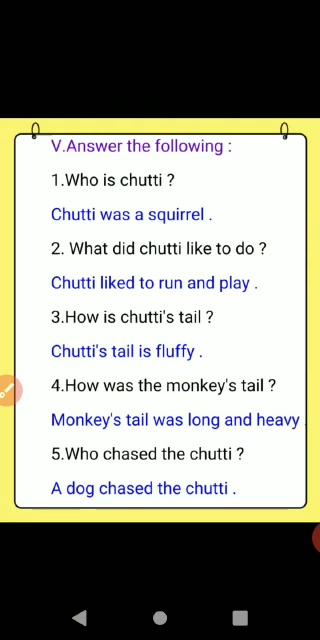 V.Answer the following :
1.Who is chutti ?
Chutti was a squirrel .
2. What did chutti like to do ?
Chutti liked to run and play .
3.How is chutti's tail ?
Chutti's tail is fluffy .
4.How was the monkey's tail ?
Monkey's tail was long and heavy .
5.Who chased the chutti ?
A dog chased the chutti .